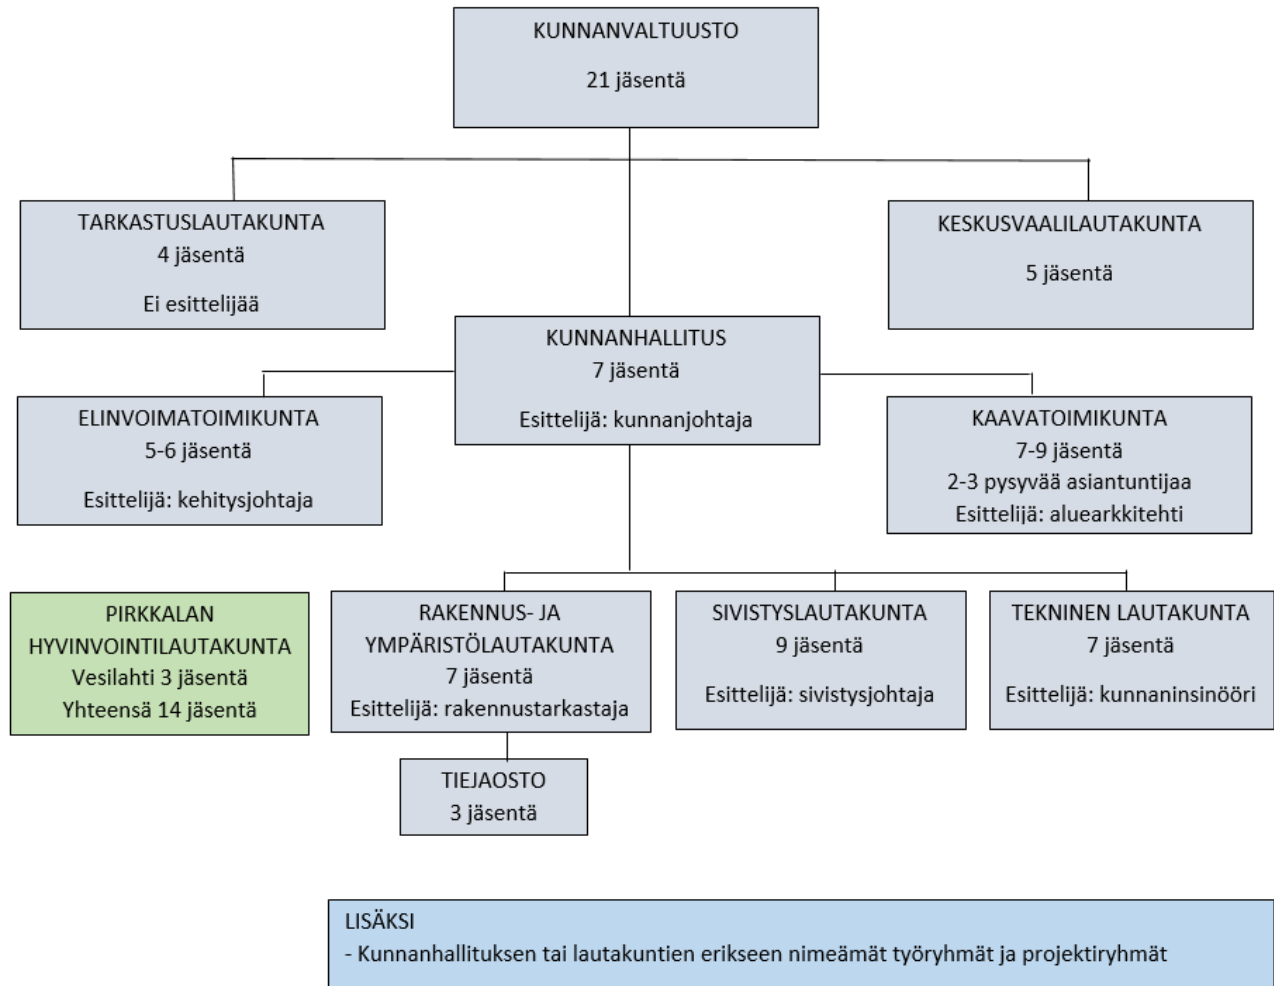 KUNNANVALTUUSTO
21 jäsentä
TARKASTUSLAUTAKUNTA
4 jäsentä
Ei esittelijää
KESKUSVAALILAUTAKUNTA
5 jäsentä
KUNNANHALLITUS
7 jäsentä
Esittelijä: kunnanjohtaja
ELINVOIMATOIMIKUNTA
5-6 jäsentä
Esittelijä: kehitysjohtaja
KAAVATOIMIKUNTA
7-9 jäsentä
2-3 pysyvää asiantuntijaa
Esittelijä: aluearkkitehti
PIRKKALAN
HYVINVOINTILAUTAKUNTA
Vesilahti 3 jäsentä
Yhteensä 14 jäsentä
RAKENNUS- JA
YMPÄRISTÖLAUTAKUNTA
7 jäsentä
Esittelijä: rakennustarkastaja
SIVISTYSLAUTAKUNTA
9 jäsentä
Esittelijä: sivistysjohtaja
TEKNINEN LAUTAKUNTA
7 jäsentä
Esittelijä: kunnaninsinööri
TIEJAOSTO
3 jäsentä
LISÄKSI
- Kunnanhallituksen tai lautakuntien erikseen nimeämät työryhmät ja projektiryhmät